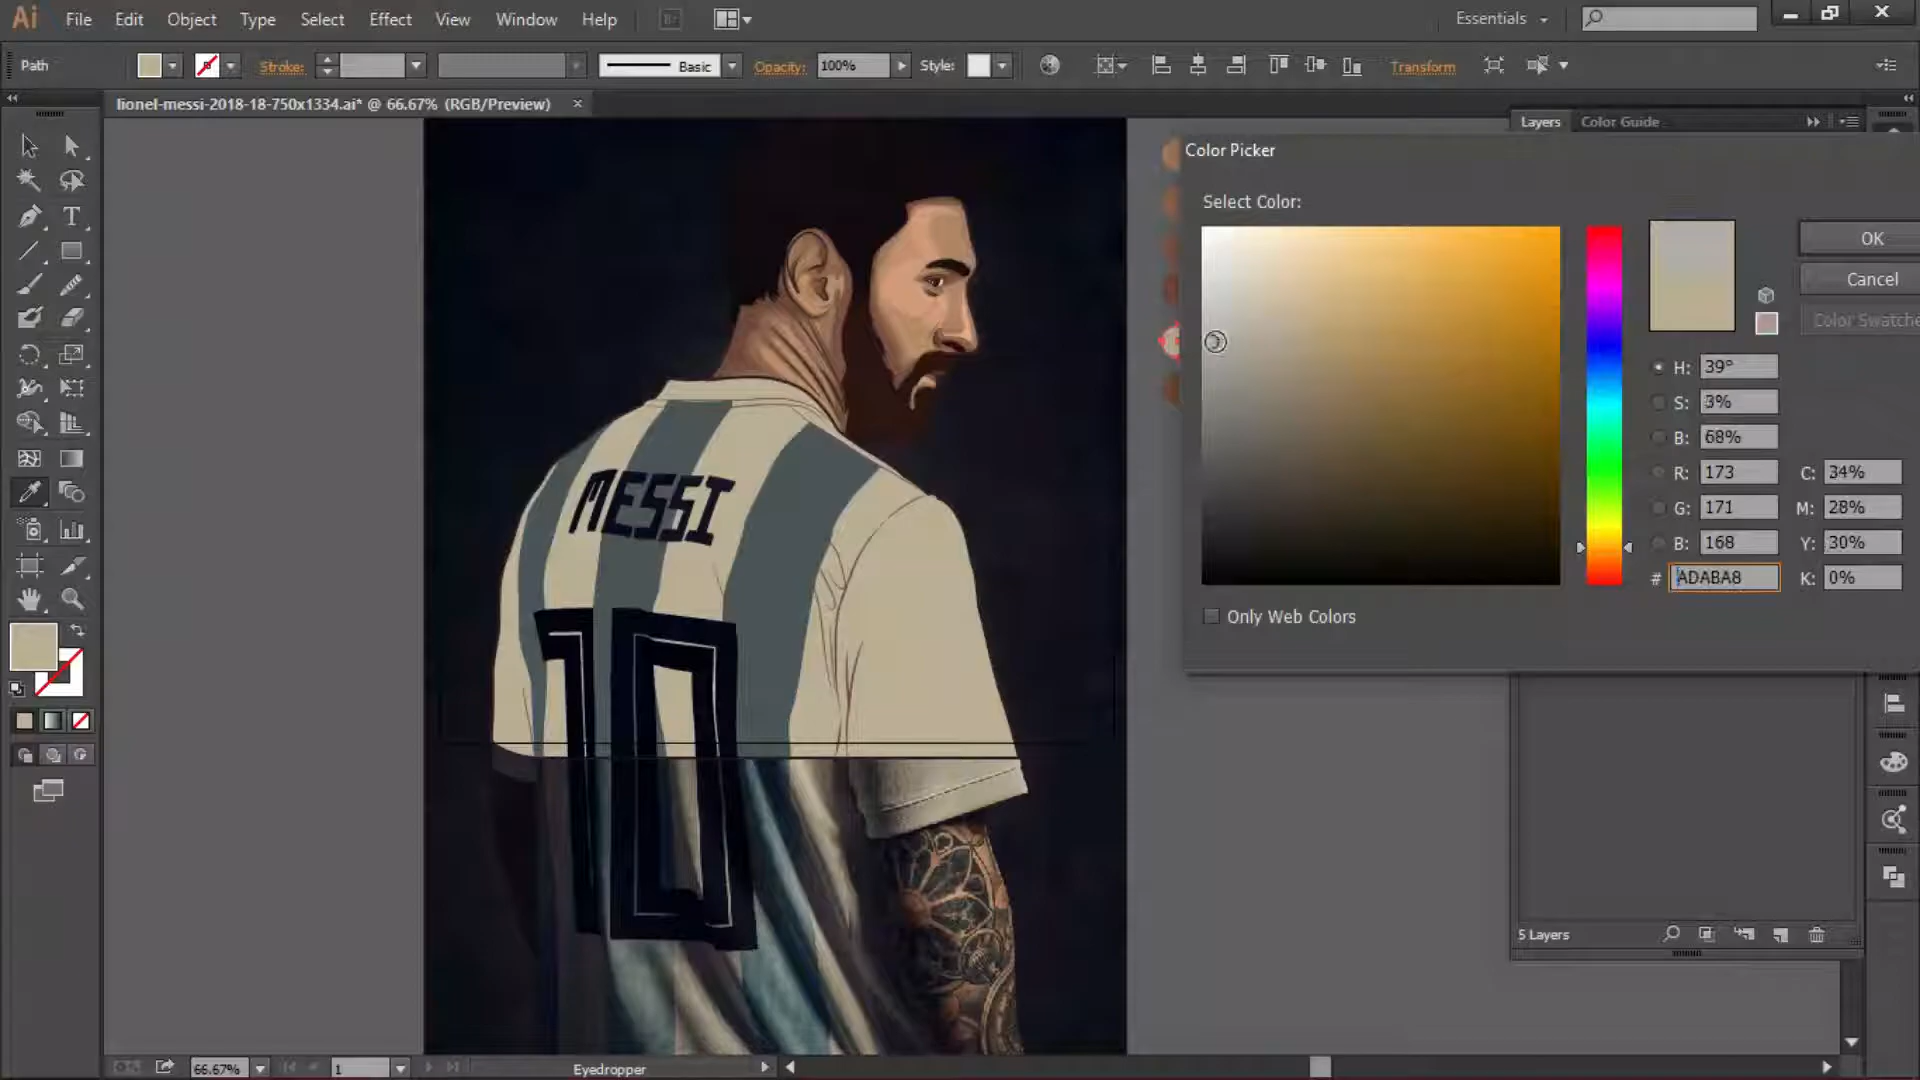 Ai File Edit Object Type Select Effect View Window Help Br Essentials
Path Stroke: Basic Opacity: 100% Style: Transform
lionel-messi-2018-18-750x1334.ai* @ 66.67% (RGB/Preview) ×
Layers Color Guide
Color Picker
Select Color:
OK
Cancel
Color Swatche
H: 39°
S: 3%
B: 68%
R: 173 C: 34%
G: 171 M: 28%
B: 168 Y: 30%
# ADABA8 K: 0%
Only Web Colors
MESSI
10
T
5 Layers
66.67% 1 Eyedropper